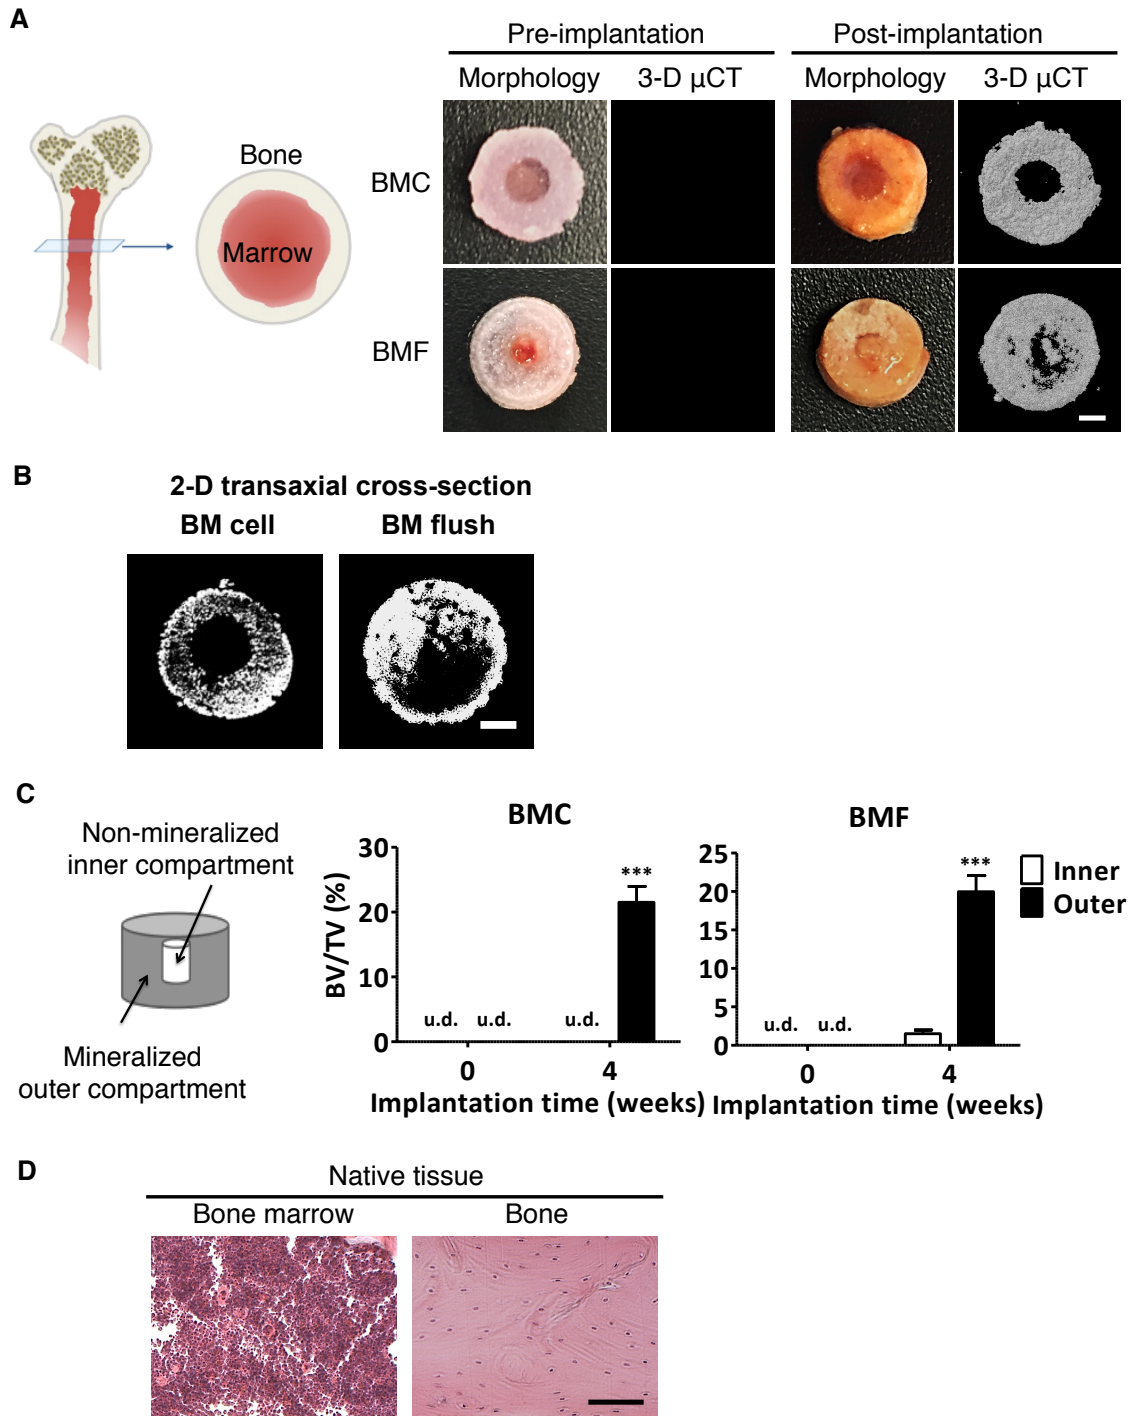 A
Pre-implantation
Post-implantation
Morphology
3-D µCT
Morphology
3-D µCT
Bone
Marrow
BMC
BMF
B
2-D transaxial cross-section
BM cell
BM flush
C
Non-mineralized
inner compartment
Mineralized
outer compartment
BMC
BV/TV (%)
30
20
10
0
u.d.
u.d.
u.d.
***
0
4
Implantation time (weeks)
BMF
25
20
15
10
5
0
u.d.
u.d.
***
0
4
Implantation time (weeks)
Inner
Outer
D
Native tissue
Bone marrow
Bone